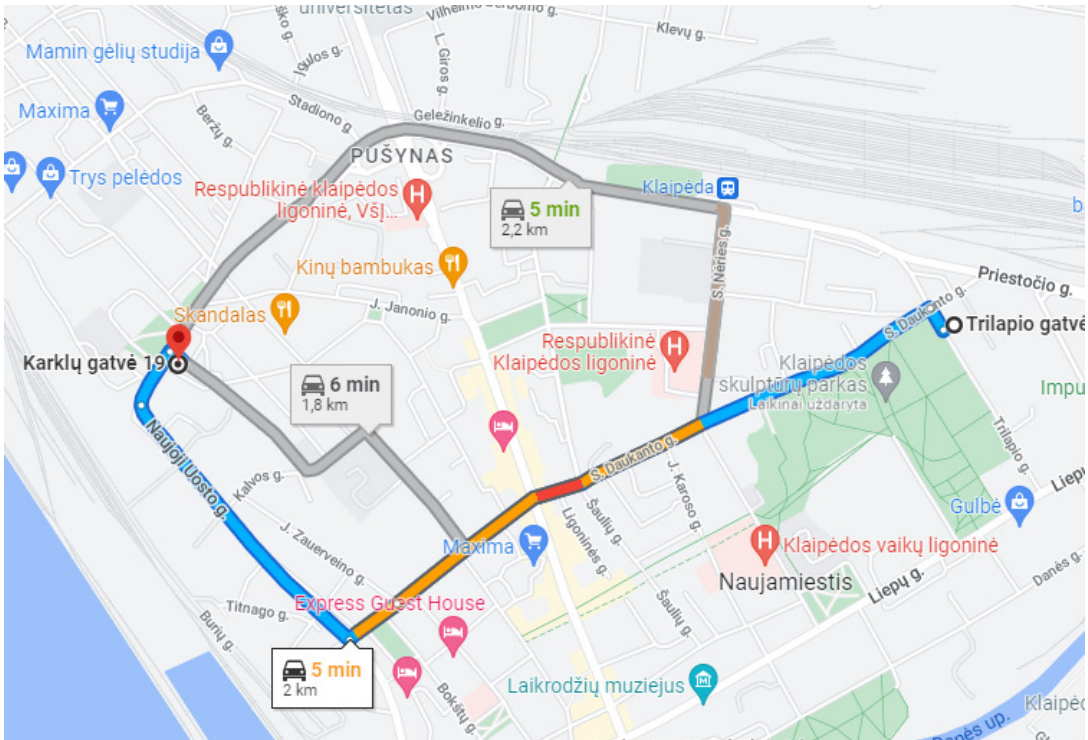 universitetas
Vilhelmo Berbomo g.
Klevų g.
Mamin gėlių studija
L. Giros g.
Stadiono g.
Geležinkelio g.
Maxima
Beržų g.
PUŠYNAS
Trys pelėdos
Respublikinė klaipėdos
ligoninė, VšĮ...
Klaipėda
5 min
2,2 km
S. Nėries g.
Kinų bambukas
Priestočio g.
J. Janonio g.
Skandalas
S. Daukanto g.
Trilapio gatvė
Respublikinė
Klaipėdos ligoninė
Karklų gatvė 19
Klaipėdos
skulptūrų parkas
Laikinai uždaryta
6 min
1,8 km
Impu
Naujoji Uosto g.
Trilapio g.
S. Daukanto g.
Kalvos g.
J. Karoso g.
Liepų
Gulbė
Šaulių g.
Ligoninės g.
J. Zauerveino g.
Maxima
Klaipėdos vaikų ligoninė
Naujamiestis
Liepų g.
Danės g.
Titnago g.
Express Guest House
Šaulių g.
Burių g.
5 min
2 km
Bokštų g.
Laikrodžių muziejus
Klaipėd
Danės up.